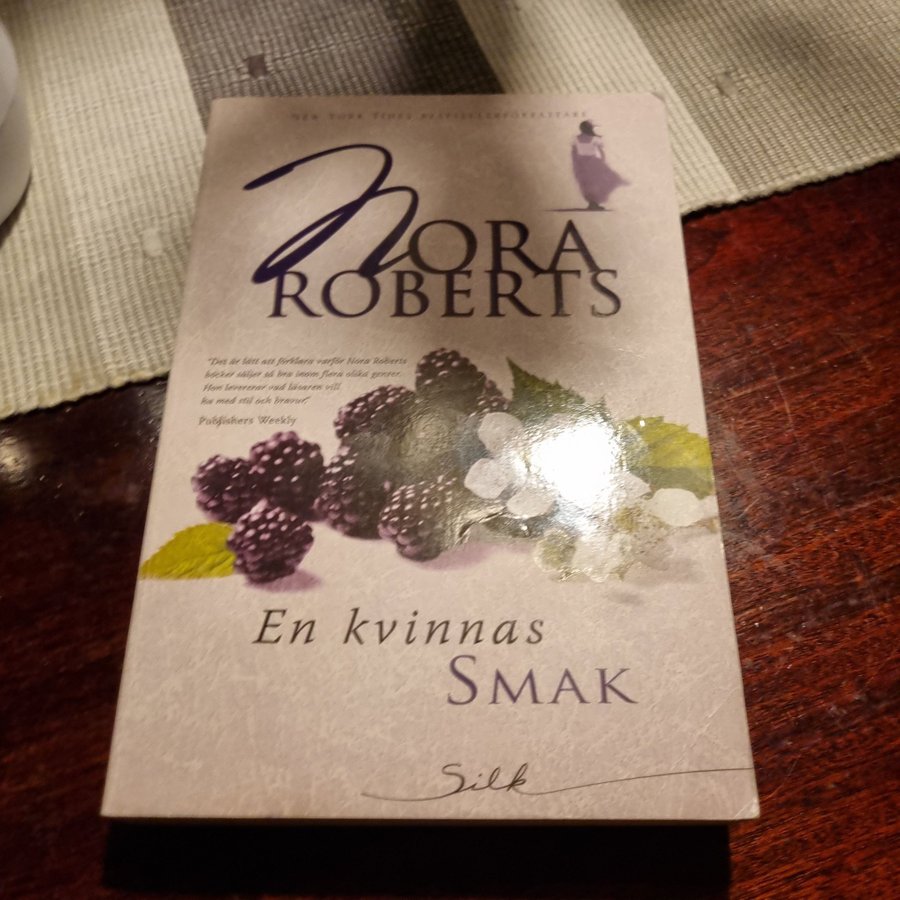 NEW YORK TIMES BESTSELLERFÖRFATTARE
NORA
ROBERTS
"Det är lätt att förklara varför Nora Roberts
böcker säljer så bra inom flera olika genrer.
Hon levererar vad läsaren vill
ha med stil och bravur."
Publishers Weekly
En kvinnas
SMAK
Silk